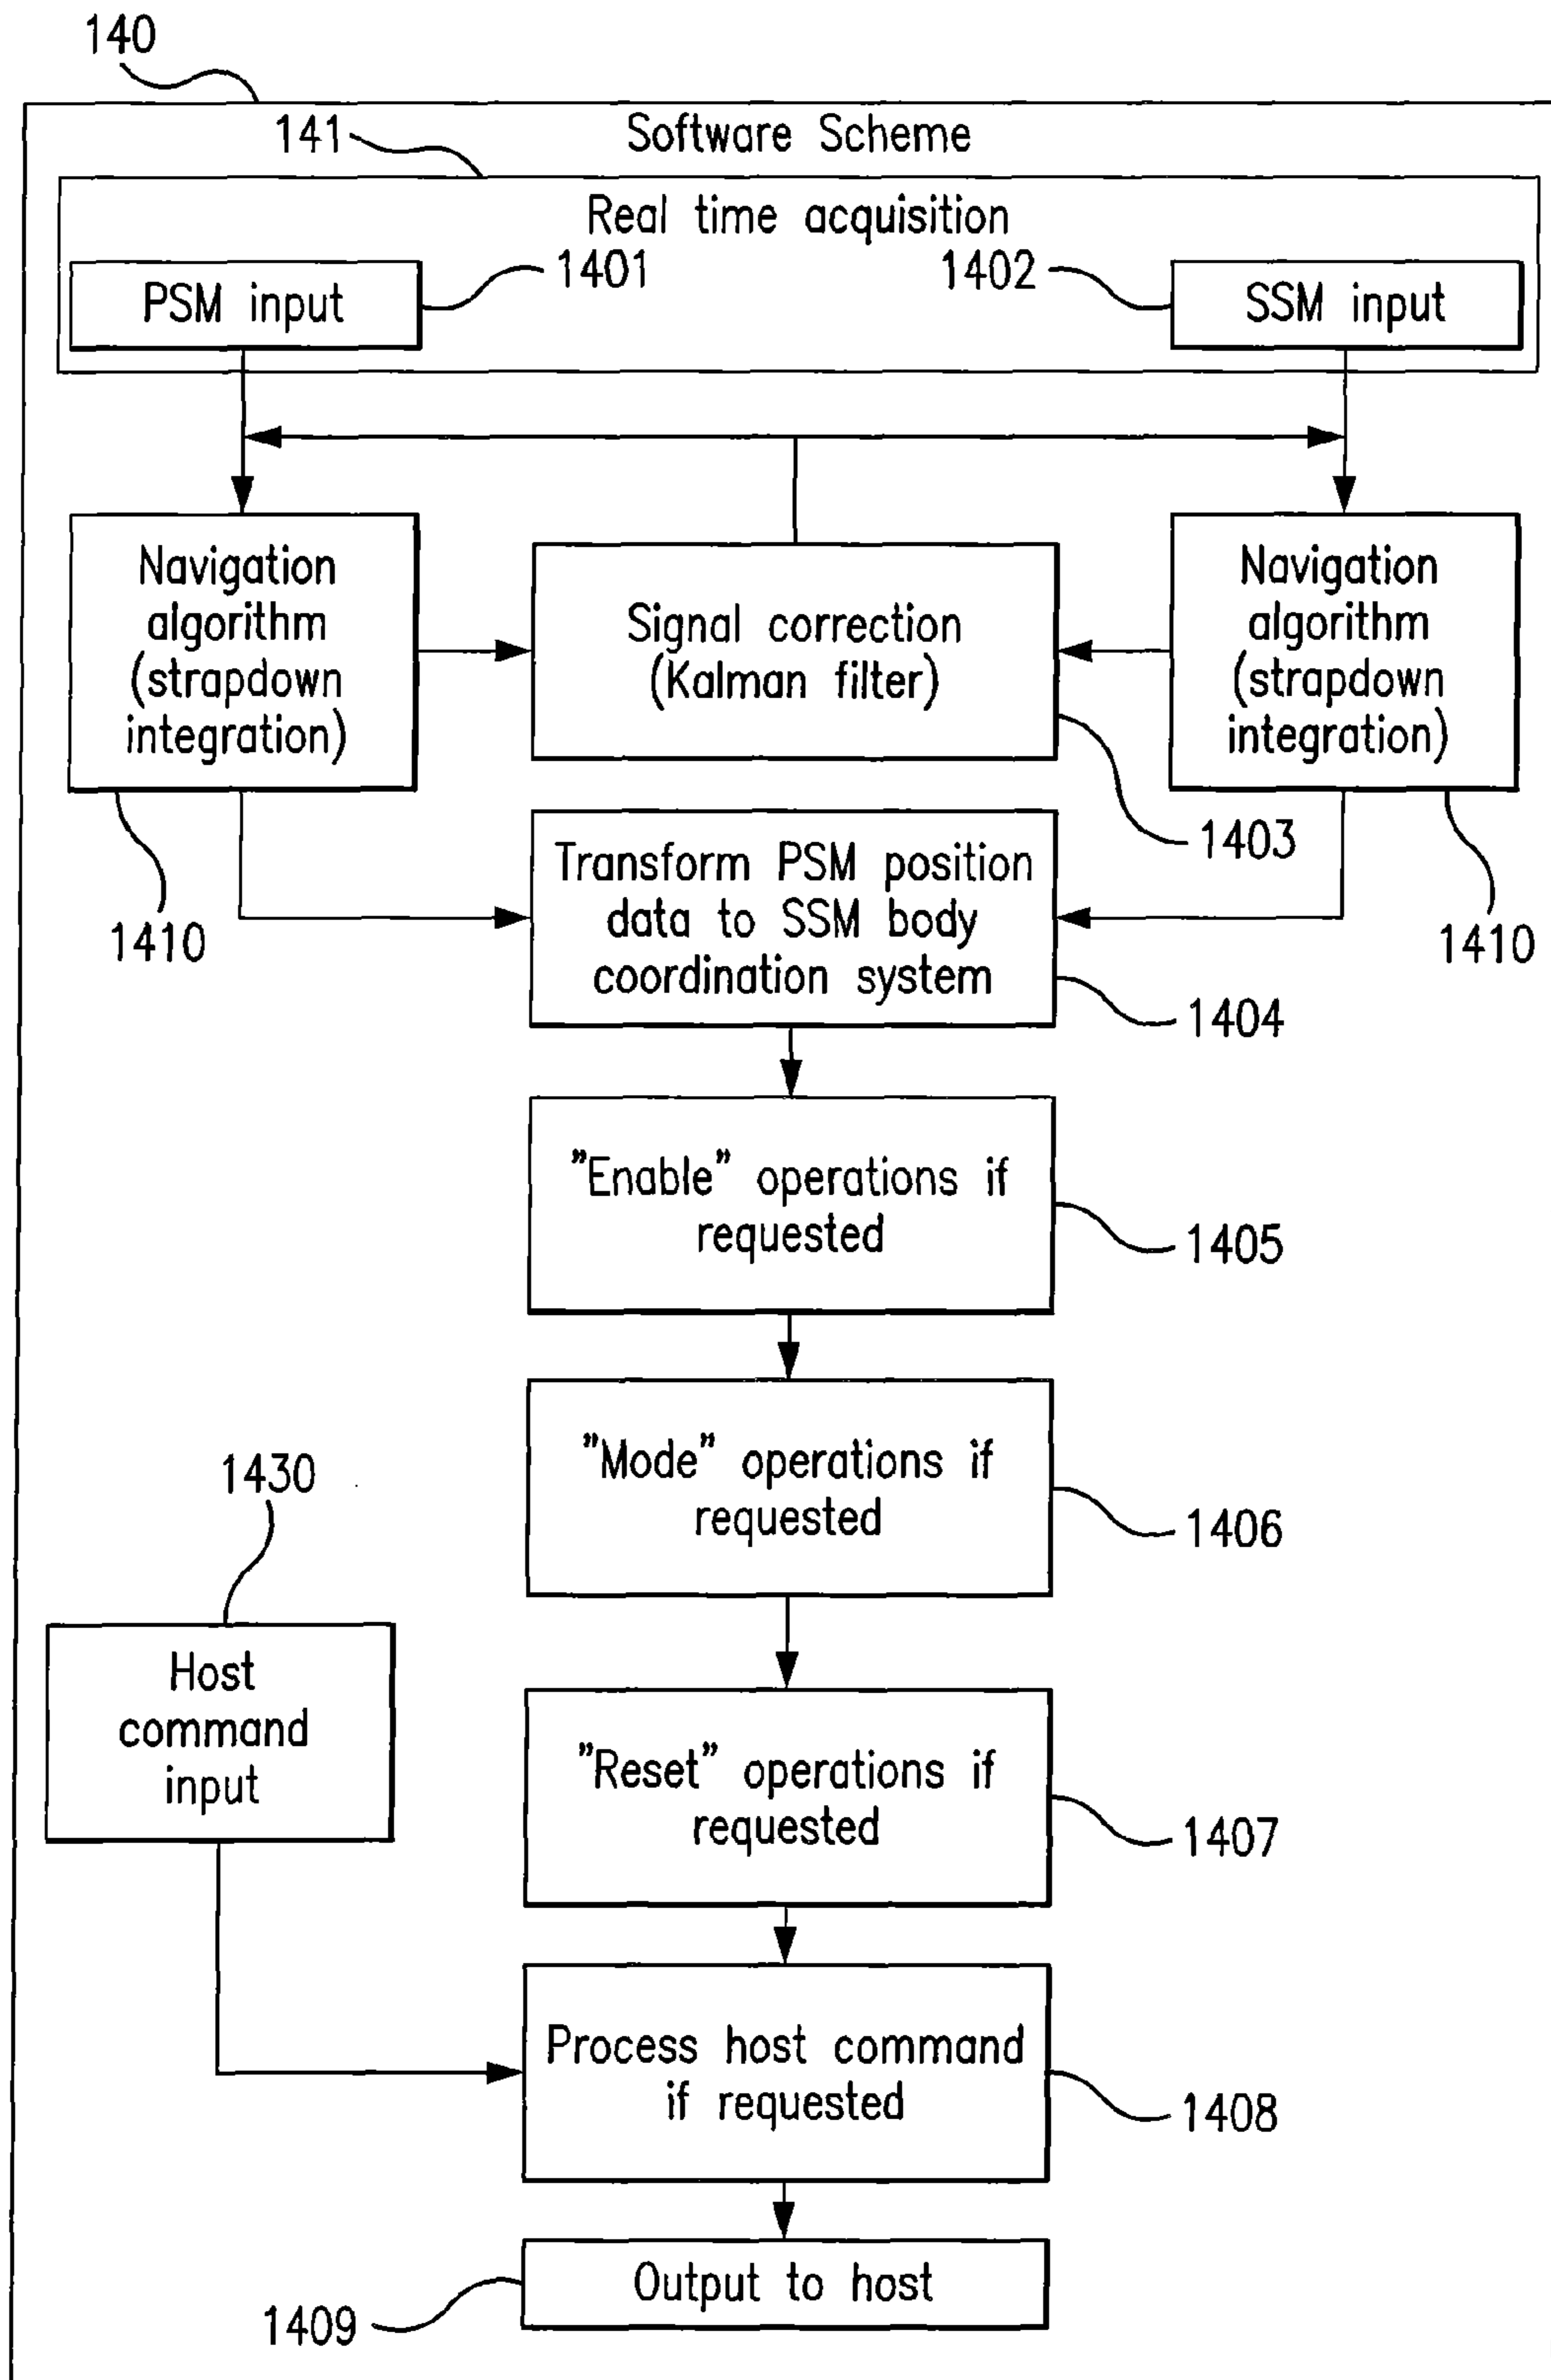 140
Software Scheme
141
Real time acquisition
PSM input
1401
1402
SSM input
Navigation
algorithm
(strapdown
integration)
1410
Signal correction
(Kalman filter)
1403
Navigation
algorithm
(strapdown
integration)
1410
Transform PSM position
data to SSM body
coordination system
1404
”Enable” operations if
requested
1405
”Mode” operations if
requested
1406
1430
Host
command
input
”Reset” operations if
requested
1407
Process host command
if requested
1408
Output to host
1409